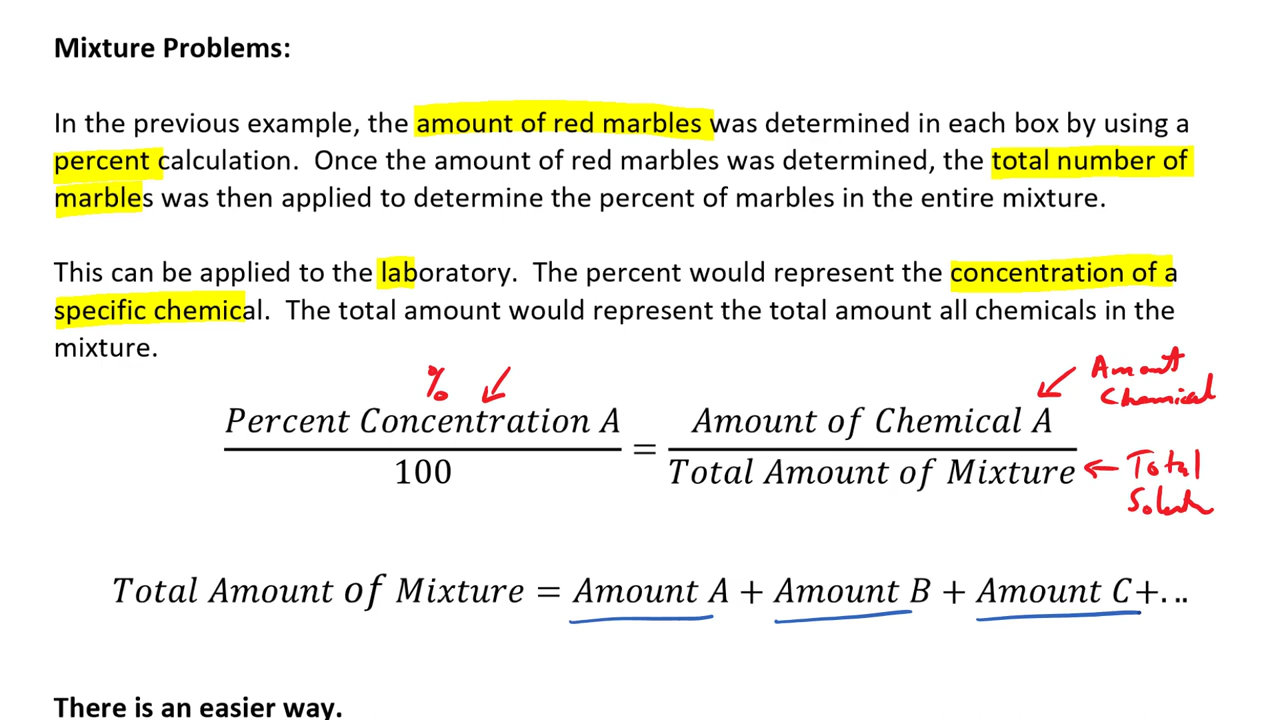 Mixture Problems:
In the previous example, the amount of red marbles was determined in each box by using a
percent calculation. Once the amount of red marbles was determined, the total number of
marbles was then applied to determine the percent of marbles in the entire mixture.
This can be applied to the laboratory. The percent would represent the concentration of a
specific chemical. The total amount would represent the total amount all chemicals in the
mixture.
%
Amount
Chemical
Percent Concentration A / 100 = Amount of Chemical A / Total Amount of Mixture
Total
Total Amount of Mixture = Amount A + Amount B + Amount C+...
There is an easier way.